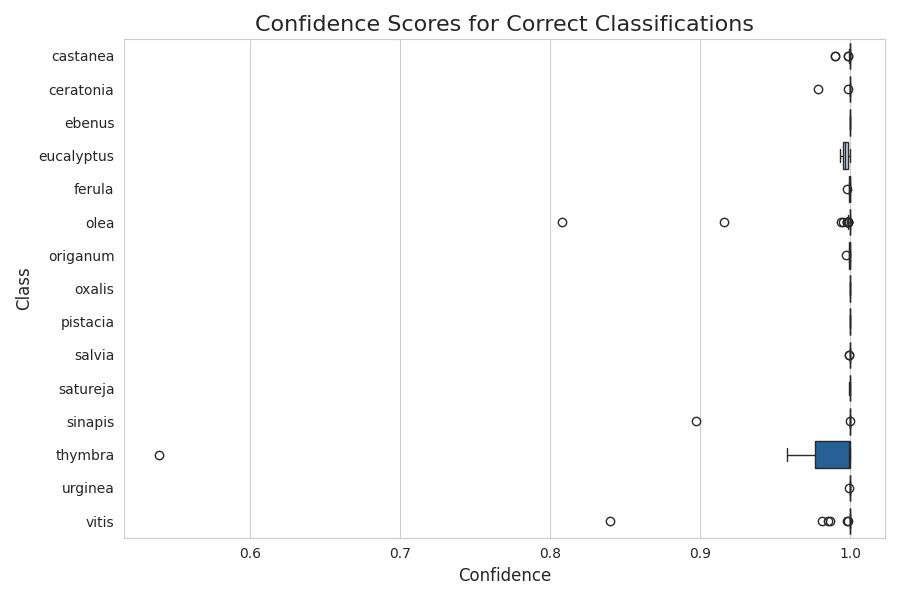 Confidence Scores for Correct Classifications
castanea
ceratonia
ebenus
eucalyptus
ferula
olea
origanum
oxalis
pistacia
salvia
satureja
sinapis
thymbra
urginea
vitis
Class
0.6 0.7 0.8 0.9 1.0
Confidence